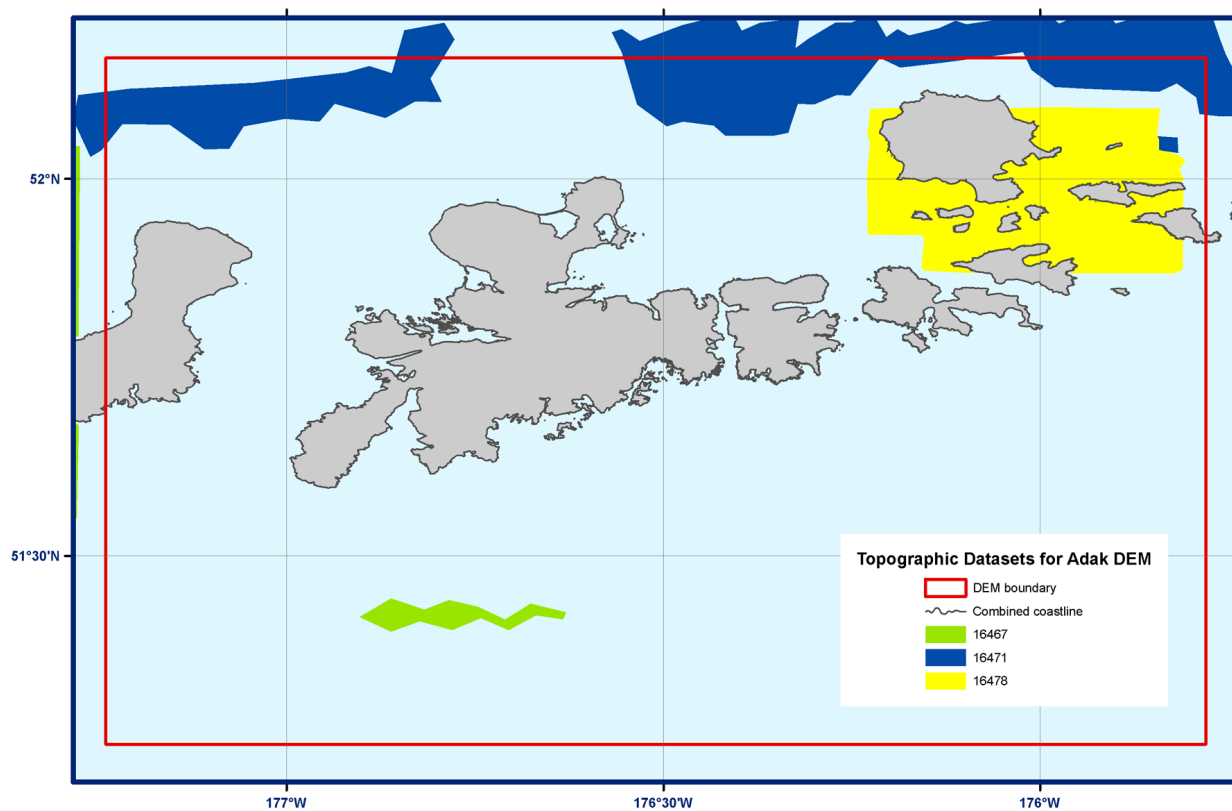 52°N
51°30'N
Topographic Datasets for Adak DEM
DEM boundary
Combined coastline
16467
16471
16478
177°W
176°30'W
176°W